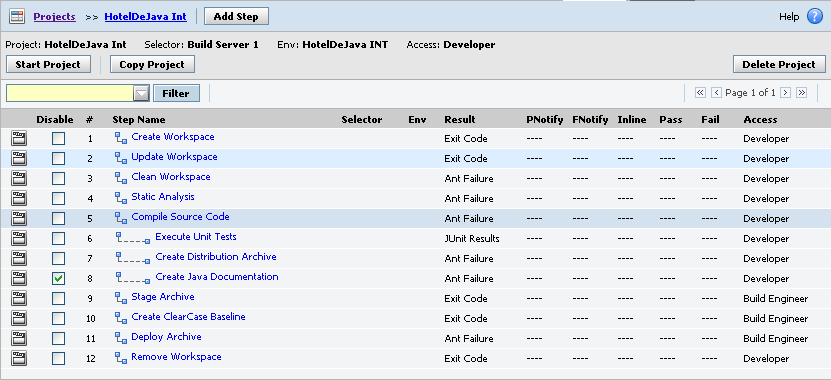 Projects >> HotelDeJava Int Add Step Help ?
Project: HotelDeJava Int Selector: Build Server 1 Env: HotelDeJava INT Access: Developer
Start Project Copy Project Delete Project
Filter Page 1 of 1
Disable # Step Name Selector Env Result PNotify FNotify Inline Pass Fail Access
1 Create Workspace Exit Code ---- ---- ---- ---- ---- Developer
2 Update Workspace Exit Code ---- ---- ---- ---- ---- Developer
3 Clean Workspace Ant Failure ---- ---- ---- ---- ---- Developer
4 Static Analysis Ant Failure ---- ---- ---- ---- ---- Developer
5 Compile Source Code Ant Failure ---- ---- ---- ---- ---- Developer
6 Execute Unit Tests JUnit Results ---- ---- ---- ---- ---- Developer
7 Create Distribution Archive Ant Failure ---- ---- ---- ---- ---- Developer
8 Create Java Documentation Ant Failure ---- ---- ---- ---- ---- Developer
9 Stage Archive Exit Code ---- ---- ---- ---- ---- Build Engineer
10 Create ClearCase Baseline Exit Code ---- ---- ---- ---- ---- Build Engineer
11 Deploy Archive Ant Failure ---- ---- ---- ---- ---- Build Engineer
12 Remove Workspace Exit Code ---- ---- ---- ---- ---- Developer